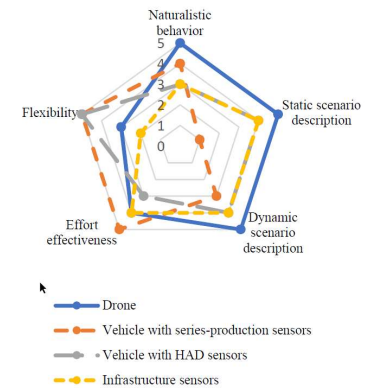 Naturalistic
behavior
5
4
3
2
1
0
Flexibility
Static scenario
description
Effort
effectiveness
Dynamic
scenario
description
Drone
Vehicle with series-production sensors
Vehicle with HAD sensors
Infrastructure sensors